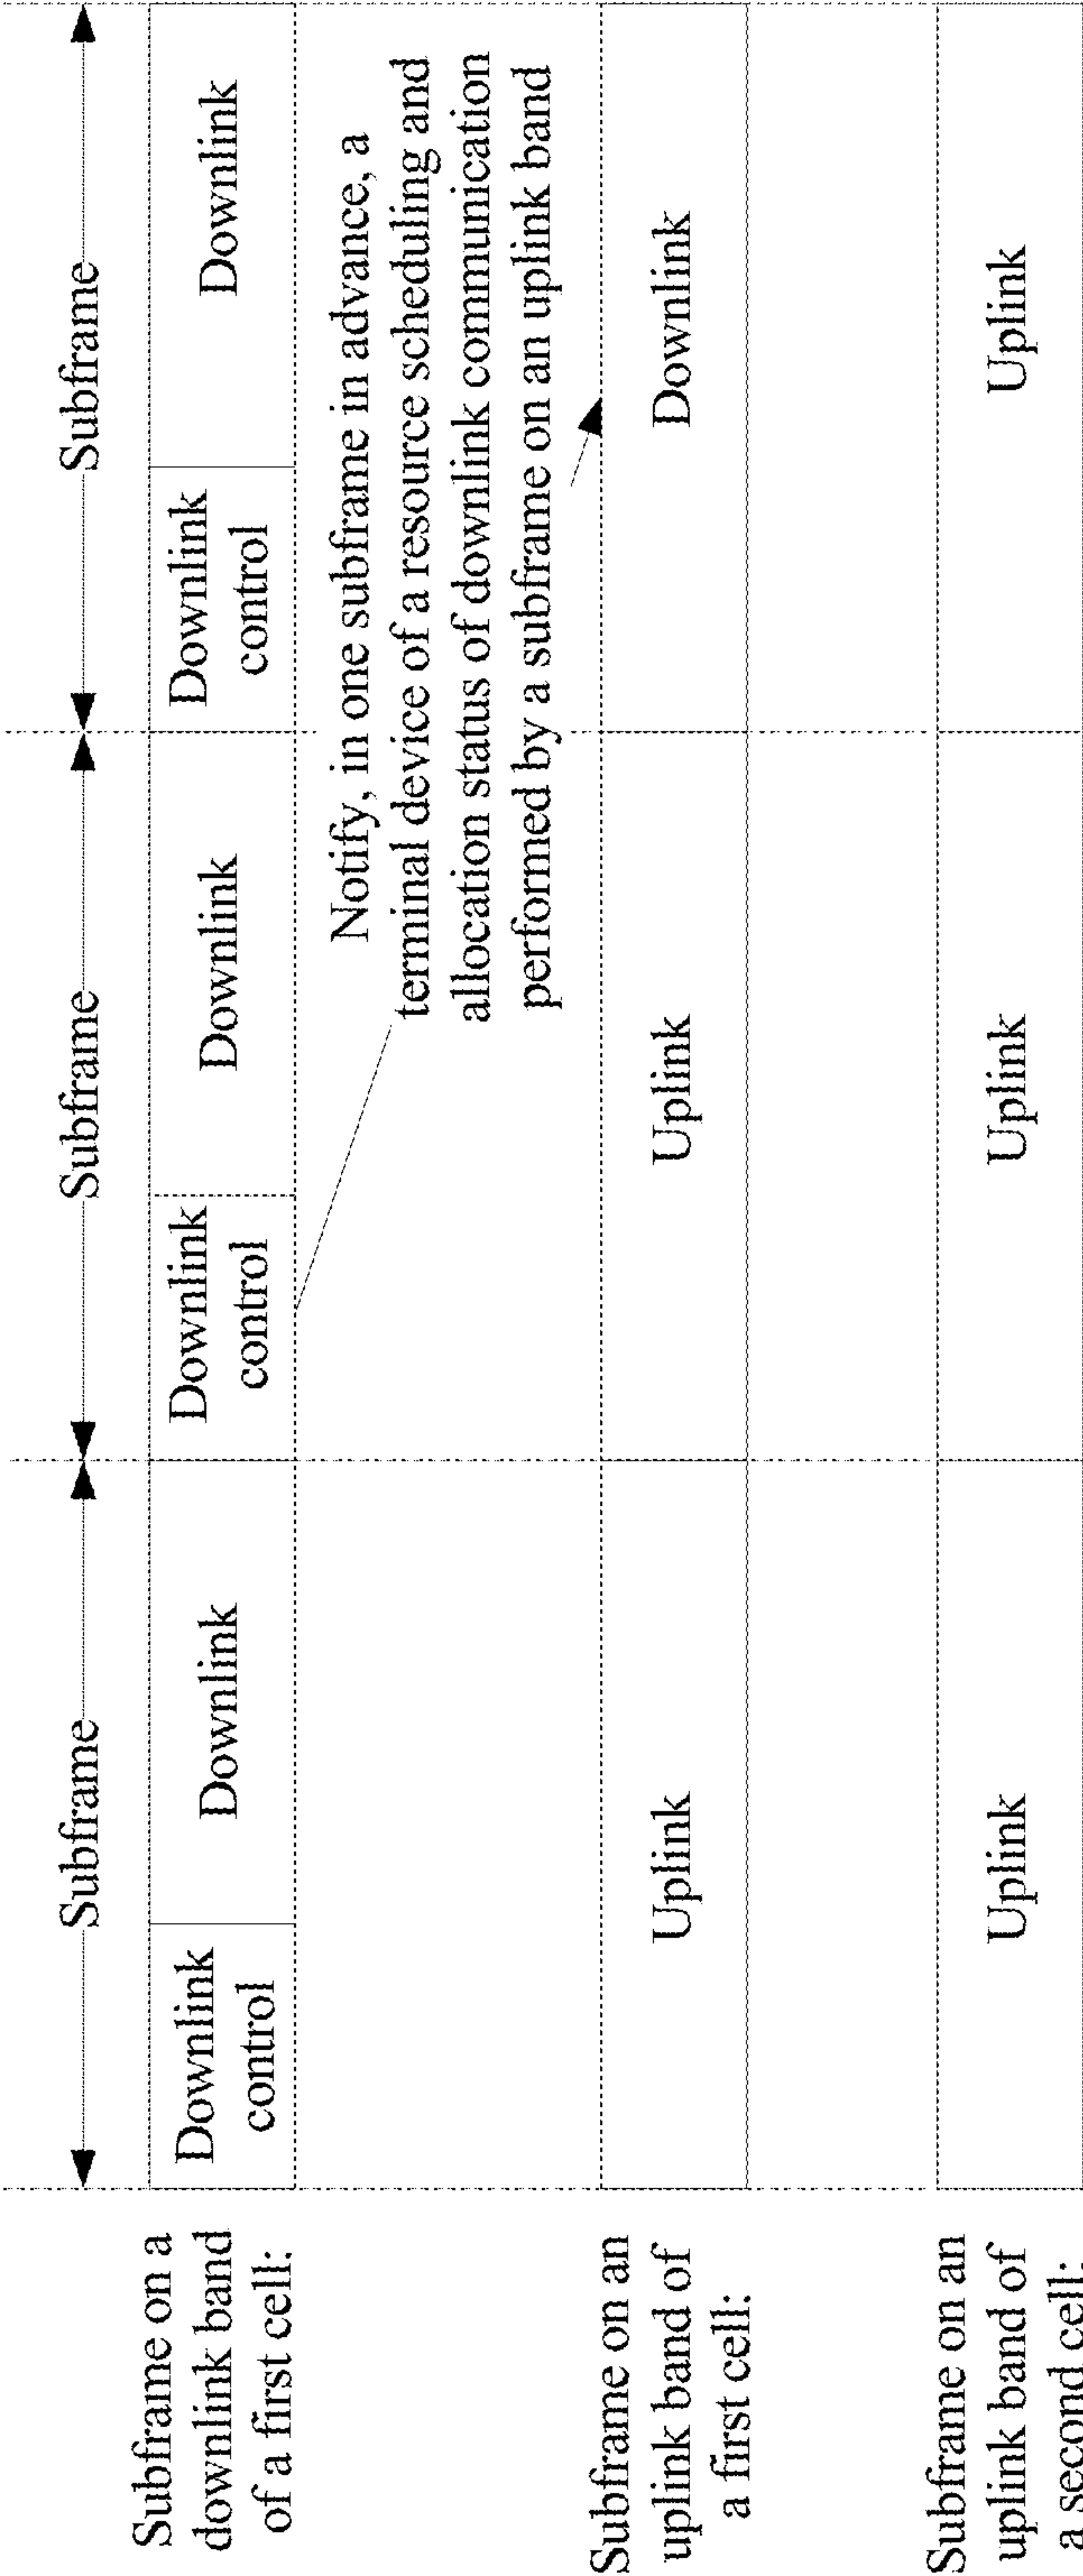 Subframe
Subframe
Subframe
Subframe on a
downlink band
of a first cell:
Downlink
control
Downlink
Downlink
control
Downlink
Downlink
control
Downlink
Notify, in one subframe in advance, a
terminal device of a resource scheduling and
allocation status of downlink communication
performed by a subframe on an uplink band
Subframe on an
uplink band of
a first cell:
Uplink
Uplink
Downlink
Subframe on an
uplink band of
a second cell:
Uplink
Uplink
Uplink